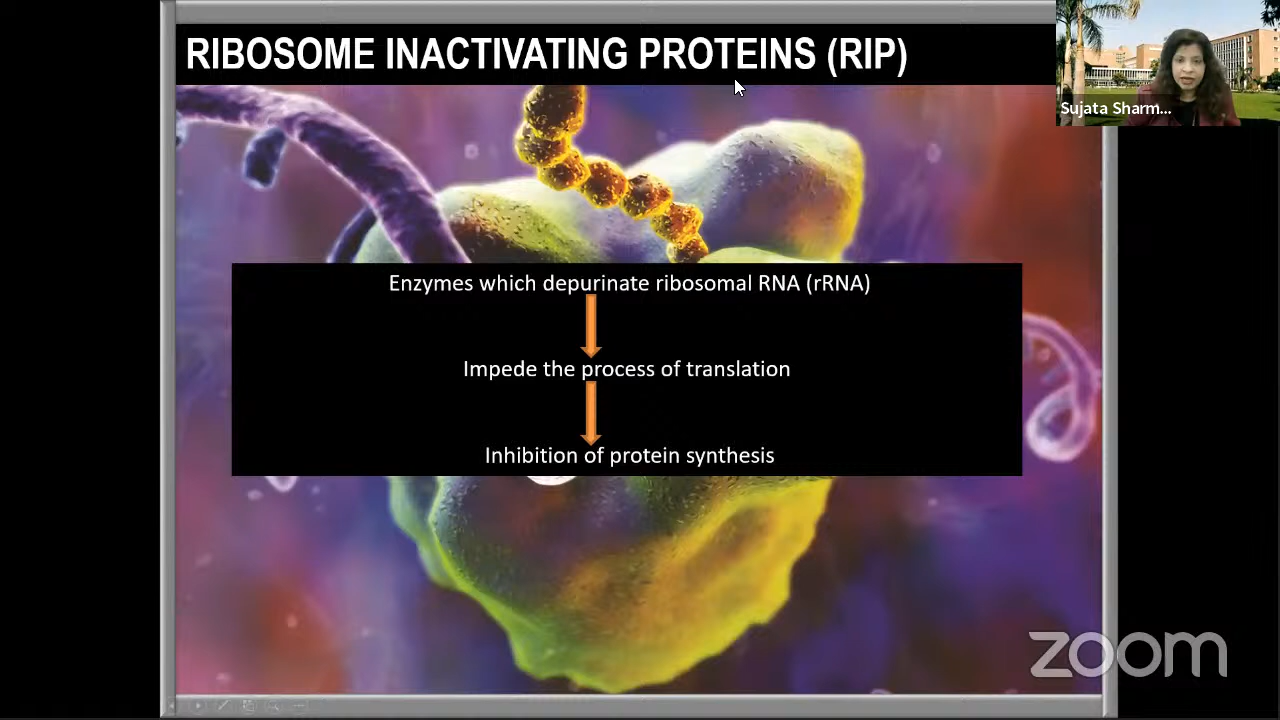 RIBOSOME INACTIVATING PROTEINS (RIP)
Sujata Sharm...
Enzymes which depurinate ribosomal RNA (rRNA)
Impede the process of translation
Inhibition of protein synthesis
zoom